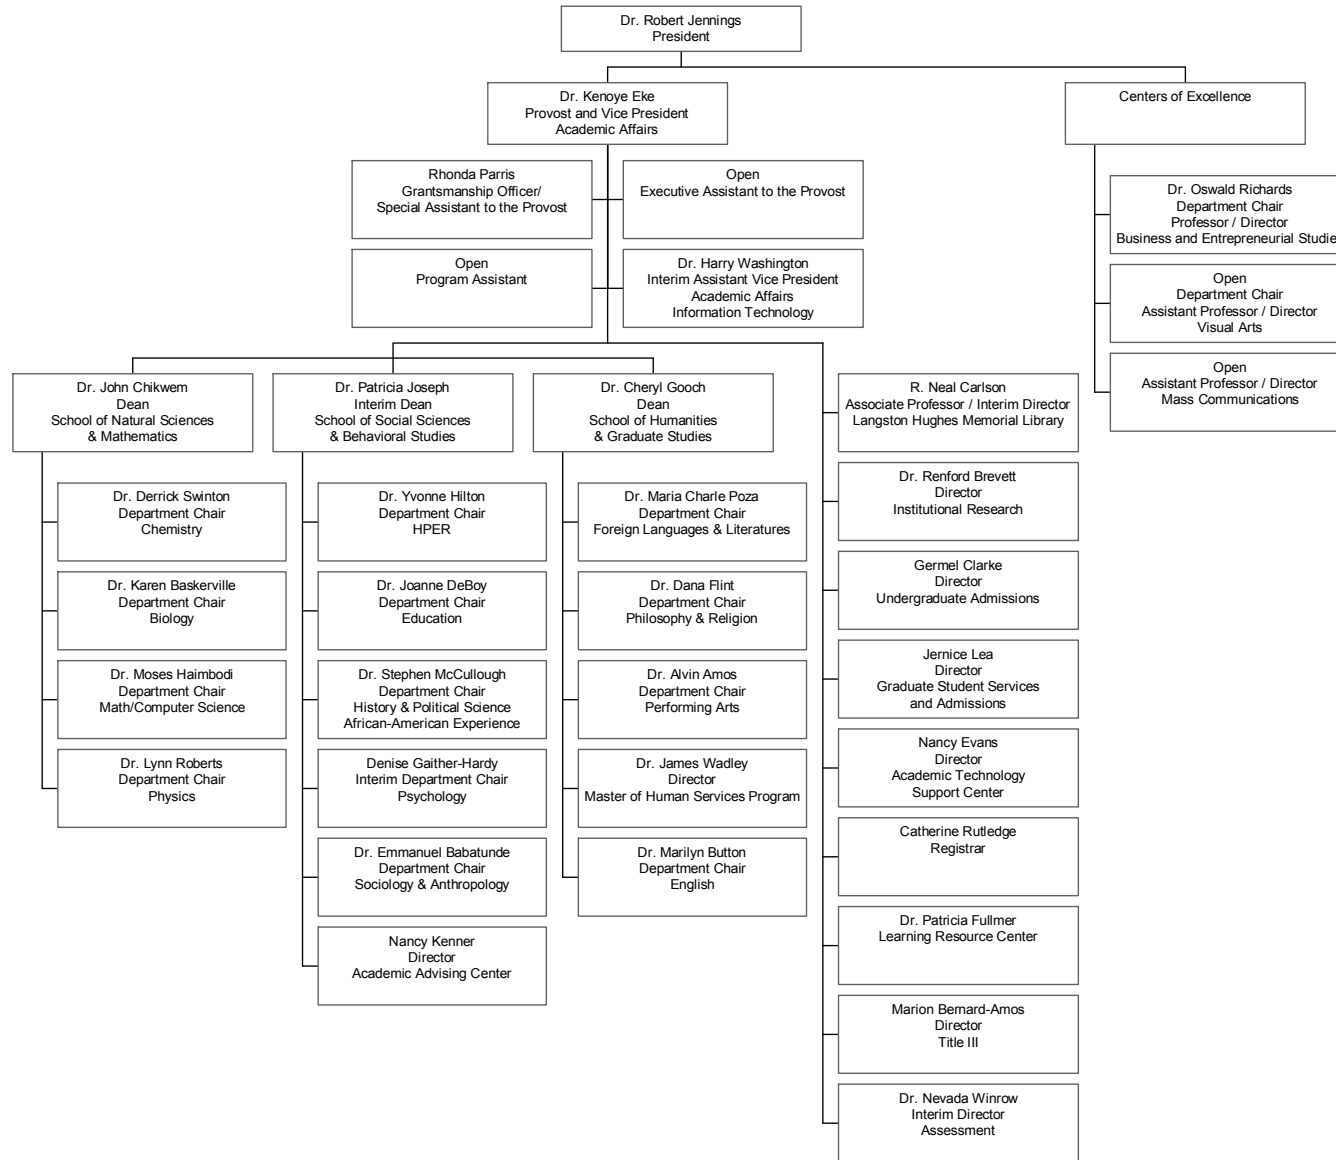 Dr. Robert Jennings
President
Dr. Kenoye Eke
Provost and Vice President
Academic Affairs
Centers of Excellence
Rhonda Parris
Grantsmanship Officer/
Special Assistant to the Provost
Open
Executive Assistant to the Provost
Open
Program Assistant
Dr. Harry Washington
Interim Assistant Vice President
Academic Affairs
Information Technology
Dr. Oswald Richards
Department Chair
Professor / Director
Business and Entrepreneurial Studie
Open
Department Chair
Assistant Professor / Director
Visual Arts
Open
Assistant Professor / Director
Mass Communications
Dr. John Chikwem
Dean
School of Natural Sciences
& Mathematics
Dr. Derrick Swinton
Department Chair
Chemistry
Dr. Karen Baskerville
Department Chair
Biology
Dr. Moses Haimbodi
Department Chair
Math/Computer Science
Dr. Lynn Roberts
Department Chair
Physics
Dr. Patricia Joseph
Interim Dean
School of Social Sciences
& Behavioral Studies
Dr. Yvonne Hilton
Department Chair
HPER
Dr. Joanne DeBoy
Department Chair
Education
Dr. Stephen McCullough
Department Chair
History & Political Science
African-American Experience
Denise Gaither-Hardy
Interim Department Chair
Psychology
Dr. Emmanuel Babatunde
Department Chair
Sociology & Anthropology
Nancy Kenner
Director
Academic Advising Center
Dr. Cheryl Gooch
Dean
School of Humanities
& Graduate Studies
Dr. Maria Charle Poza
Department Chair
Foreign Languages & Literatures
Dr. Dana Flint
Department Chair
Philosophy & Religion
Dr. Alvin Amos
Department Chair
Performing Arts
Dr. James Wadley
Director
Master of Human Services Program
Dr. Marilyn Button
Department Chair
English
R. Neal Carlson
Associate Professor / Interim Director
Langston Hughes Memorial Library
Dr. Renford Brevett
Director
Institutional Research
Germel Clarke
Director
Undergraduate Admissions
Jernice Lea
Director
Graduate Student Services
and Admissions
Nancy Evans
Director
Academic Technology
Support Center
Catherine Rutledge
Registrar
Dr. Patricia Fullmer
Learning Resource Center
Marion Bernard-Amos
Director
Title III
Dr. Nevada Winrow
Interim Director
Assessment